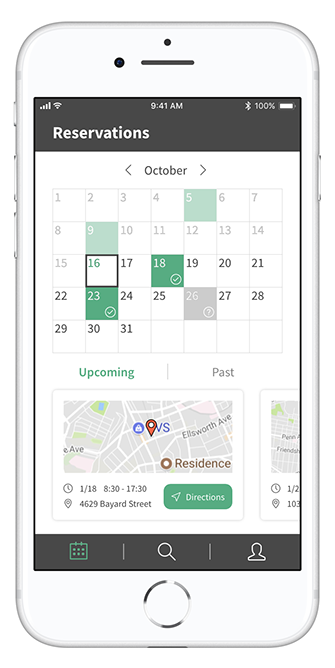 9:41 AM 100%
Reservations
< October >
1 2 3 4 5 6 7
8 9 10 11 12 13 14
15 16 17 18 19 20 21
22 23 24 25 26 27 28
?
29 30 31
Upcoming Past
VS
Ellsworth Ave
e Ave
Residence
Penn A
Friendsh
1/18 8:30 - 17:30
4629 Bayard Street
Directions
1/2
103